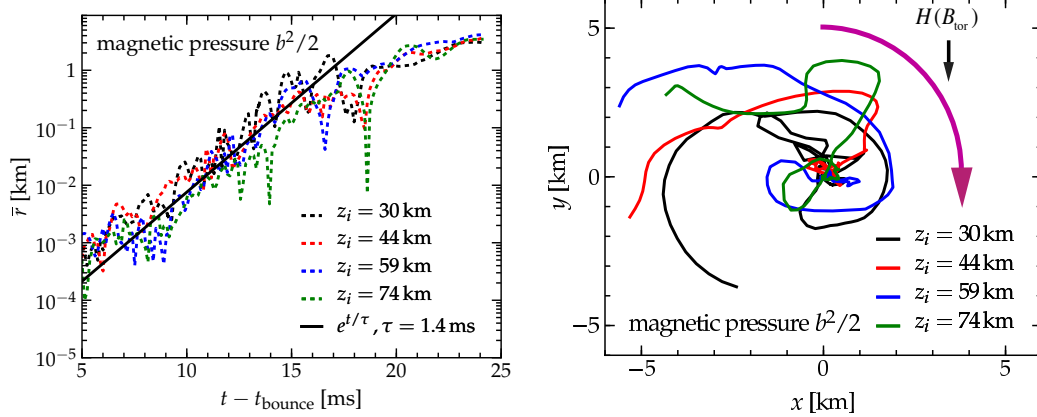 magnetic pressure b²/2
1
10⁻¹
10⁻²
10⁻³
10⁻⁴
10⁻⁵
r̄ [km]
z_i = 30 km
z_i = 44 km
z_i = 59 km
z_i = 74 km
e^{t/τ}, τ = 1.4 ms
5 10 15 20 25
t − t_bounce [ms]
H(B_tor)
5
0
−5
y [km]
z_i = 30 km
z_i = 44 km
z_i = 59 km
z_i = 74 km
magnetic pressure b²/2
−5 0 5
x [km]